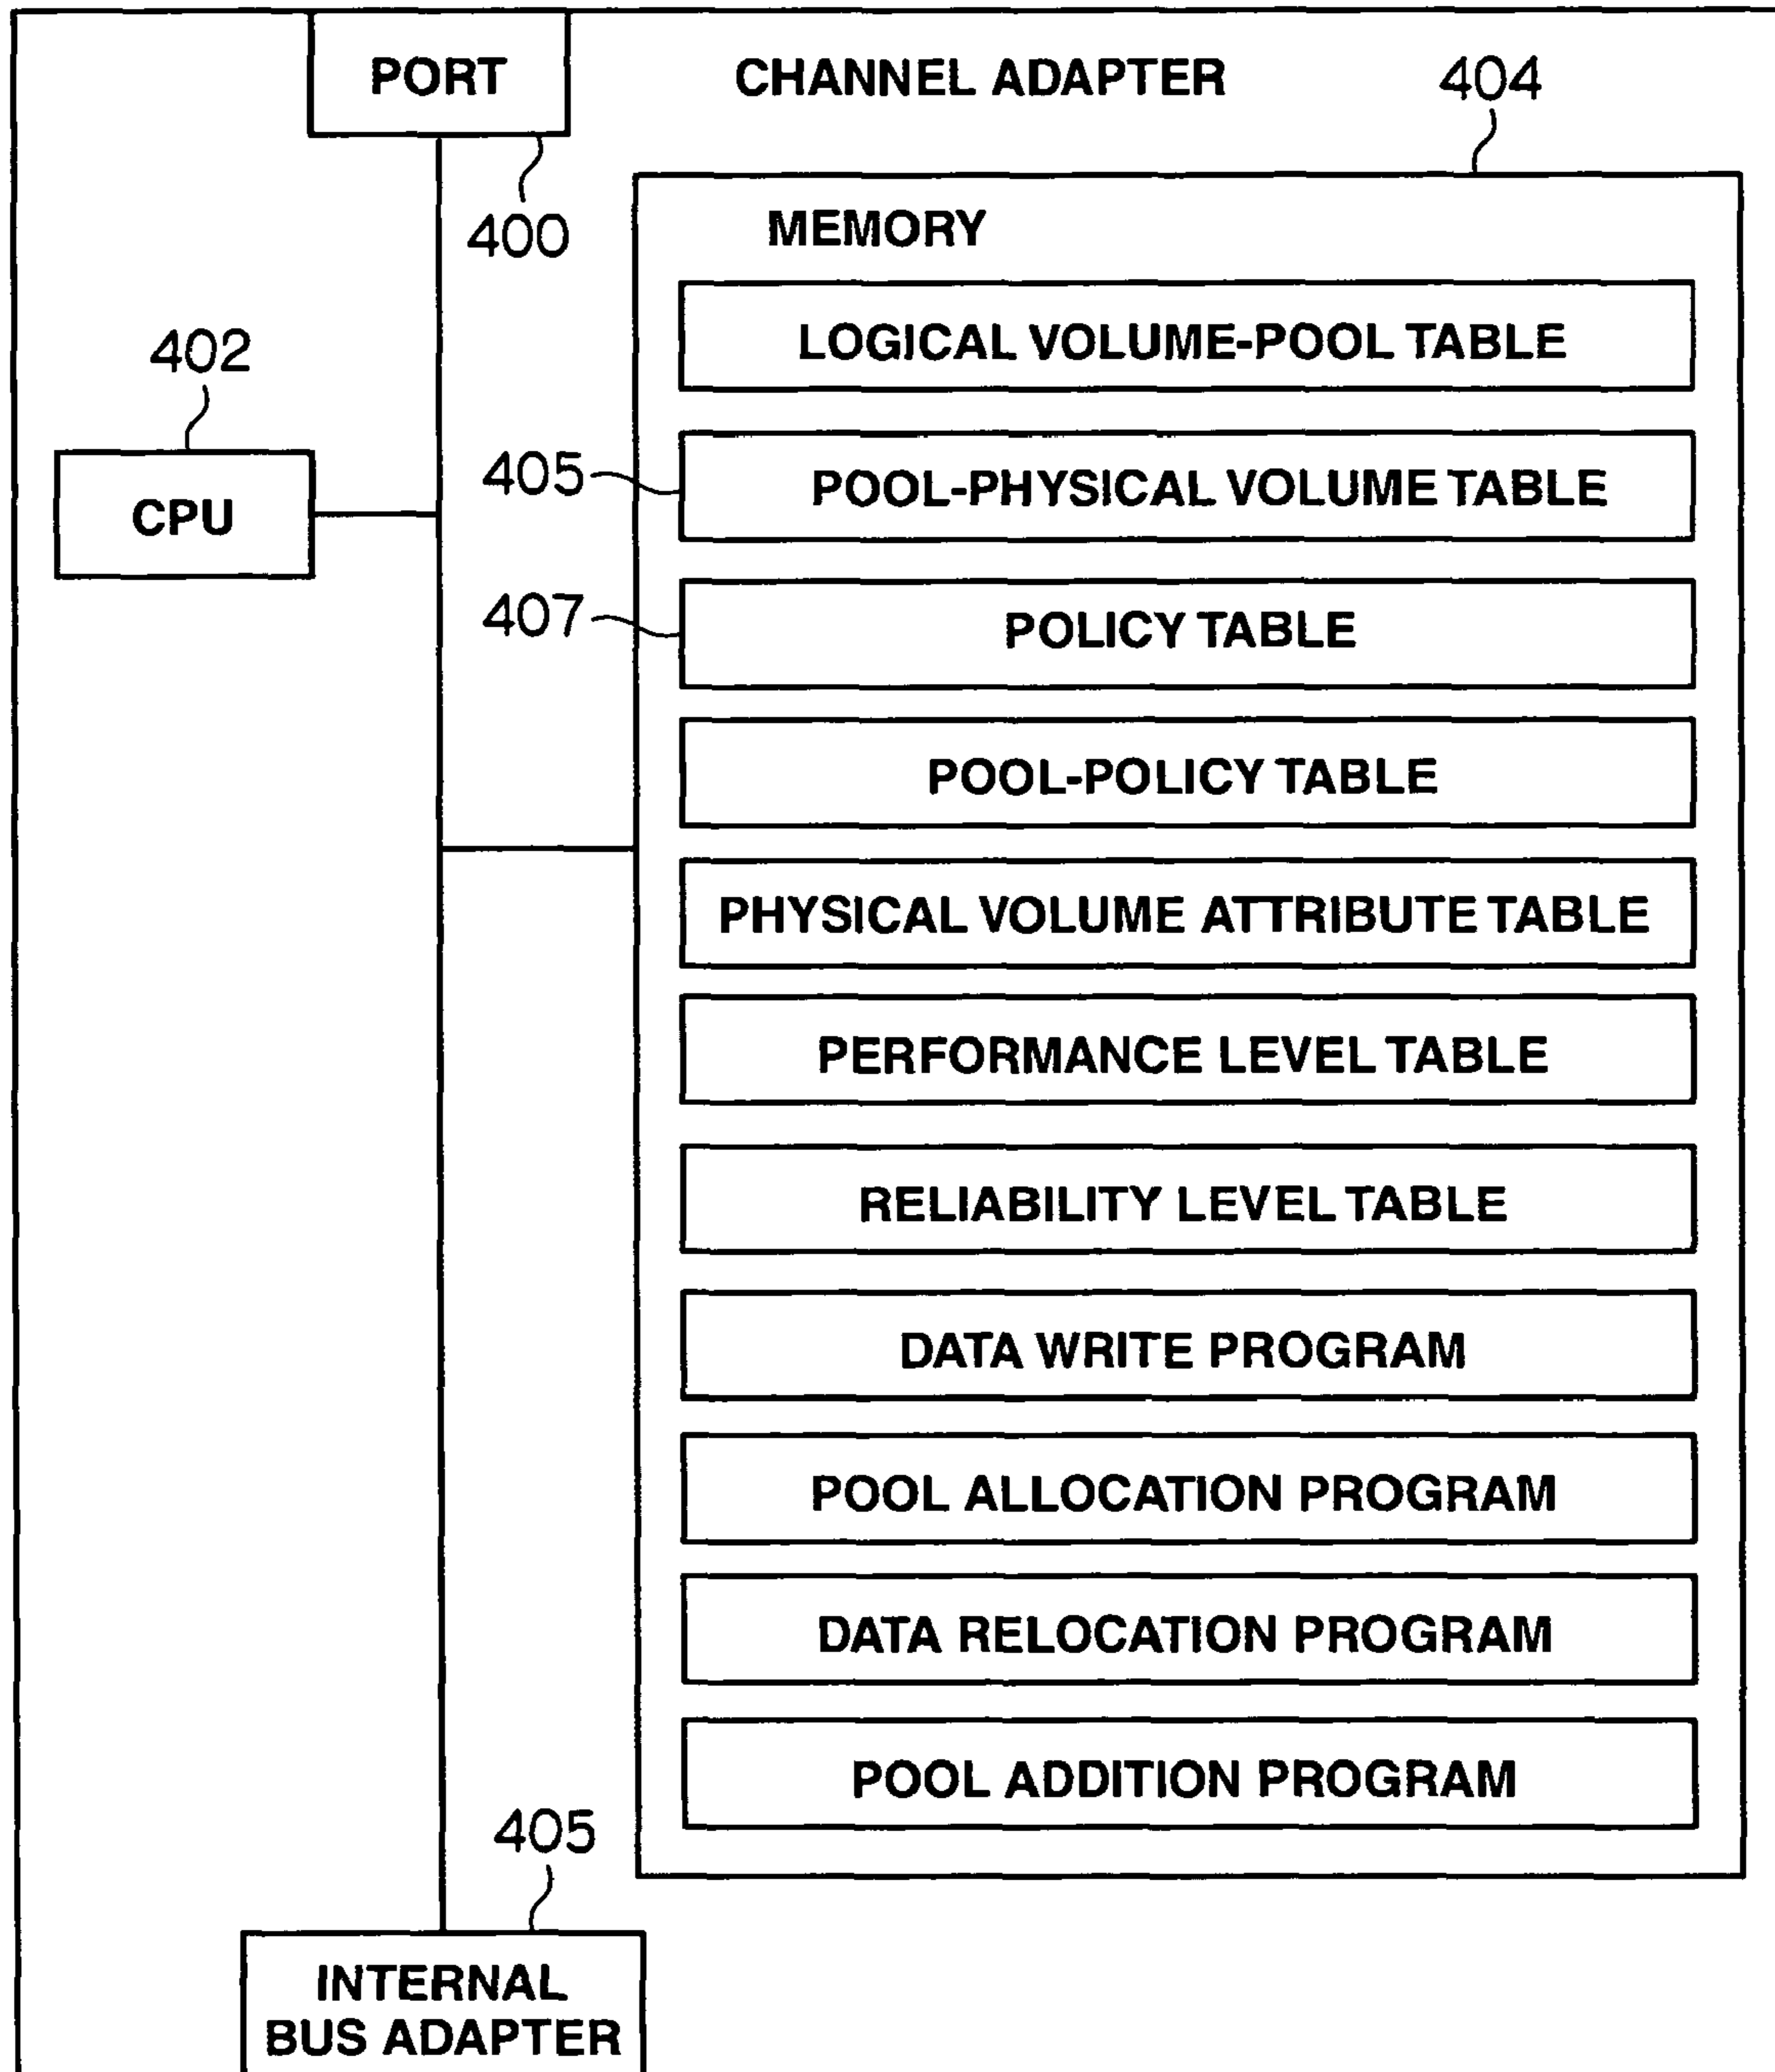 PORT
CHANNEL ADAPTER
404
400
MEMORY
LOGICAL VOLUME-POOL TABLE
402
405
POOL-PHYSICAL VOLUME TABLE
CPU
407
POLICY TABLE
POOL-POLICY TABLE
PHYSICAL VOLUME ATTRIBUTE TABLE
PERFORMANCE LEVEL TABLE
RELIABILITY LEVEL TABLE
DATA WRITE PROGRAM
POOL ALLOCATION PROGRAM
DATA RELOCATION PROGRAM
POOL ADDITION PROGRAM
405
INTERNAL
BUS ADAPTER